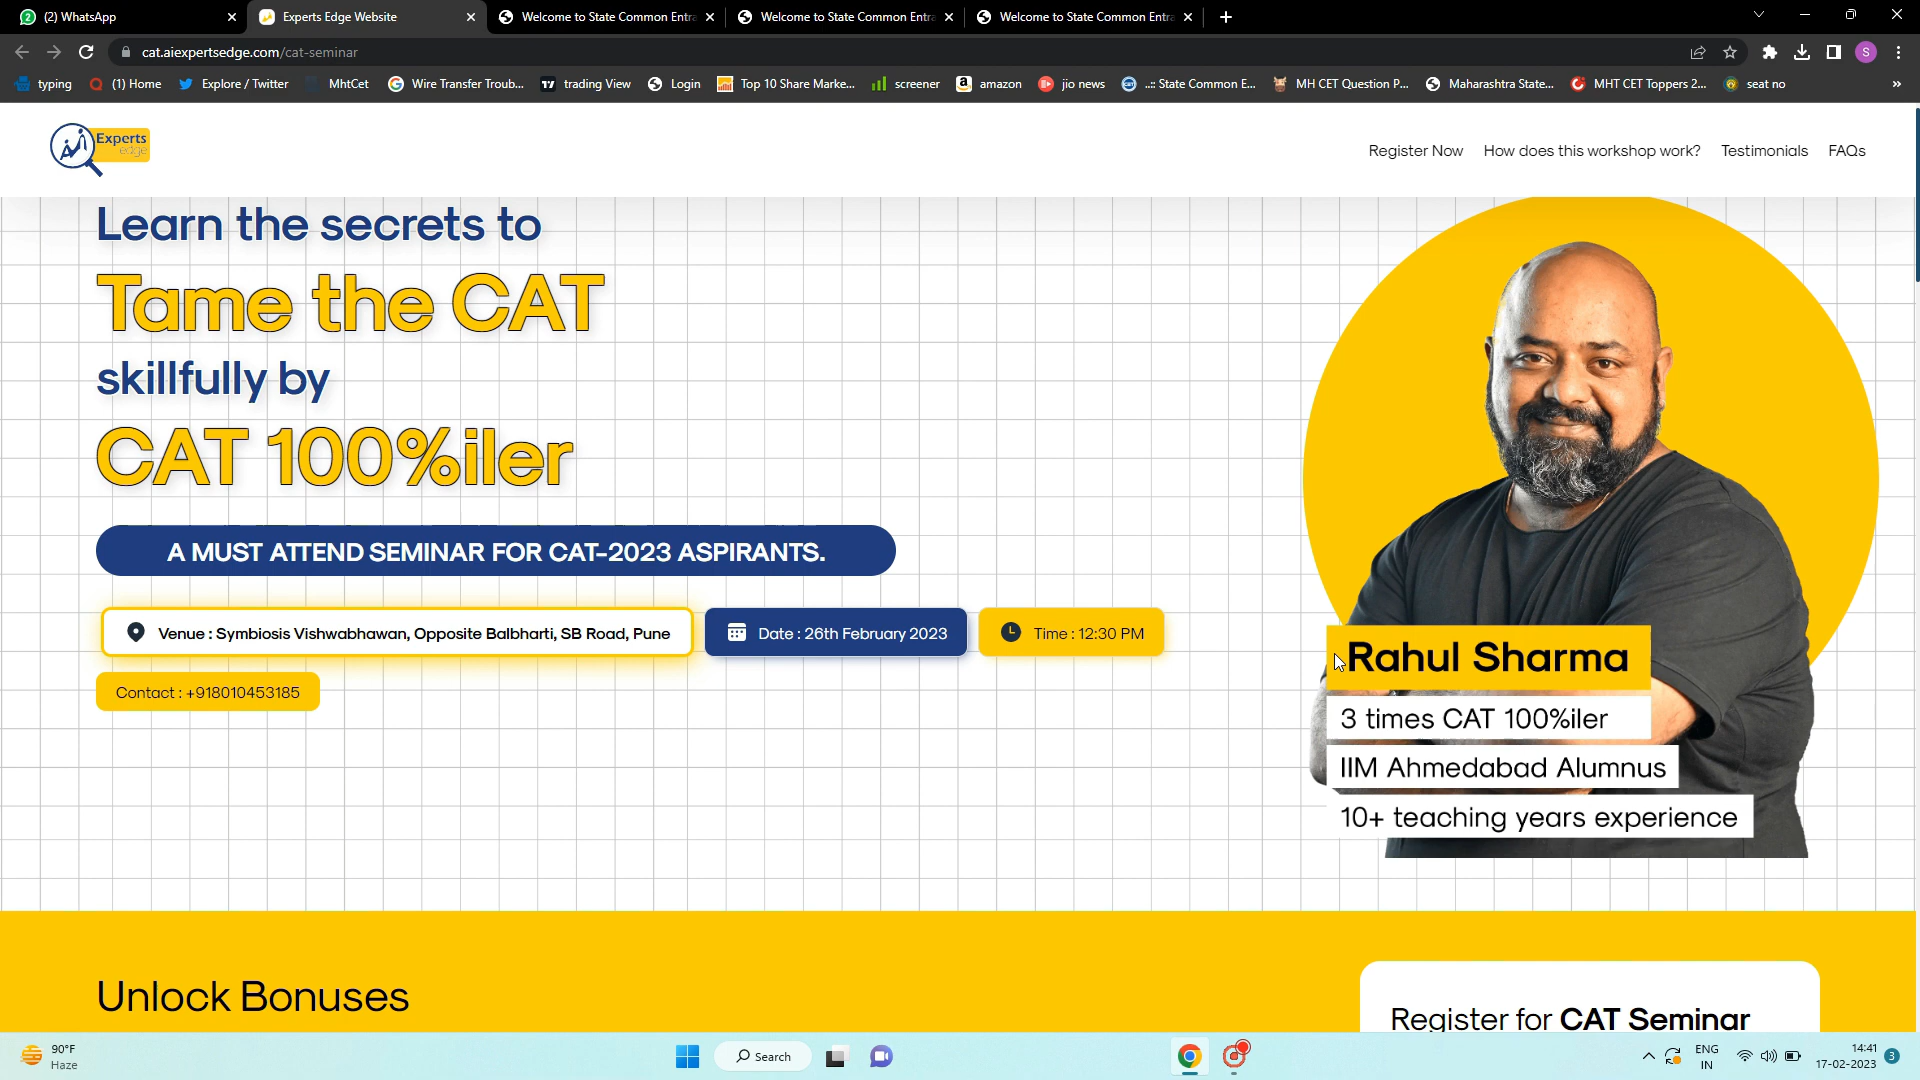 (2) WhatsApp
Experts Edge Website
Welcome to State Common Entra
Welcome to State Common Entra
Welcome to State Common Entra
cat.aiexpertsedge.com/cat-seminar
S
typing
(1) Home
Explore / Twitter
MhtCet
Wire Transfer Troub...
trading View
Login
Top 10 Share Marke...
screener
amazon
jio news
..:: State Common E...
MH CET Question P...
Maharashtra State...
MHT CET Toppers 2...
seat no
»
Experts
edge
Register Now
How does this workshop work?
Testimonials
FAQs
Learn the secrets to
Tame the CAT
skillfully by
CAT 100%iler
A MUST ATTEND SEMINAR FOR CAT-2023 ASPIRANTS.
Venue : Symbiosis Vishwabhawan, Opposite Balbharti, SB Road, Pune
Date : 26th February 2023
Time : 12:30 PM
Contact : +918010453185
Rahul Sharma
3 times CAT 100%iler
IIM Ahmedabad Alumnus
10+ teaching years experience
Unlock Bonuses
Register for CAT Seminar
90°F
Haze
Search
ENG
IN
14:41
17-02-2023
3